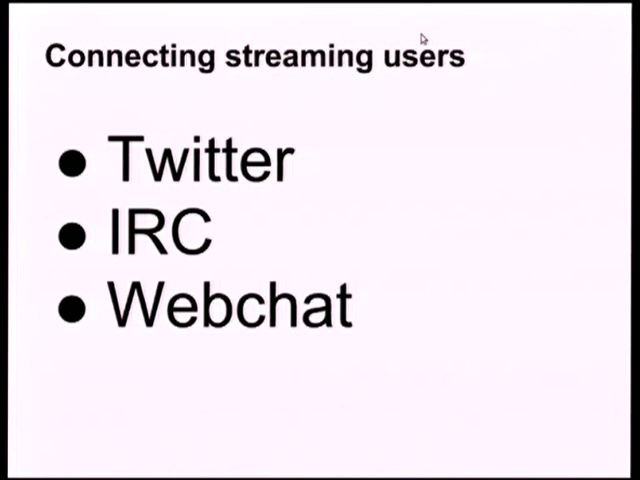 Connecting streaming users
● Twitter
● IRC
● Webchat